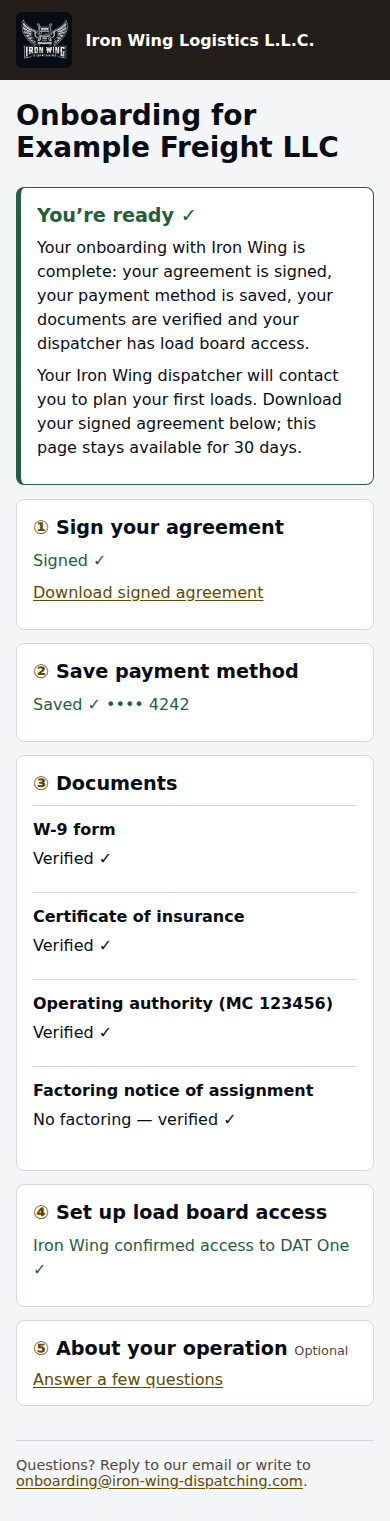 IRON WING
DISPATCHING
Iron Wing Logistics L.L.C.
Onboarding for
Example Freight LLC
You’re ready ✓
Your onboarding with Iron Wing is
complete: your agreement is signed,
your payment method is saved, your
documents are verified and your
dispatcher has load board access.
Your Iron Wing dispatcher will contact
you to plan your first loads. Download
your signed agreement below; this
page stays available for 30 days.
① Sign your agreement
Signed ✓
Download signed agreement
② Save payment method
Saved ✓ •••• 4242
③ Documents
W-9 form
Verified ✓
Certificate of insurance
Verified ✓
Operating authority (MC 123456)
Verified ✓
Factoring notice of assignment
No factoring — verified ✓
④ Set up load board access
Iron Wing confirmed access to DAT One
✓
⑤ About your operation Optional
Answer a few questions
Questions? Reply to our email or write to
onboarding@iron-wing-dispatching.com.